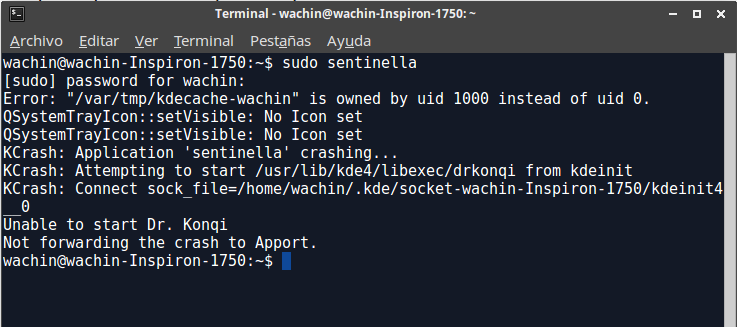 Terminal - wachin@wachin-Inspiron-1750: ~
Archivo Editar Ver Terminal Pestañas Ayuda
wachin@wachin-Inspiron-1750:~$ sudo sentinella
[sudo] password for wachin:
Error: "/var/tmp/kdecache-wachin" is owned by uid 1000 instead of uid 0.
QSystemTrayIcon::setVisible: No Icon set
QSystemTrayIcon::setVisible: No Icon set
KCrash: Application 'sentinella' crashing...
KCrash: Attempting to start /usr/lib/kde4/libexec/drkonqi from kdeinit
KCrash: Connect sock_file=/home/wachin/.kde/socket-wachin-Inspiron-1750/kdeinit4
__0
Unable to start Dr. Konqi
Not forwarding the crash to Apport.
wachin@wachin-Inspiron-1750:~$